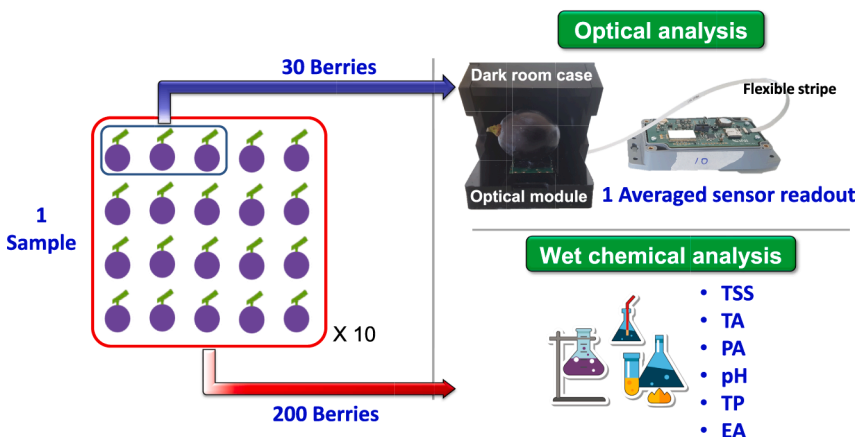 Optical analysis
30 Berries
Dark room case
Flexible stripe
10
Optical module
1 Averaged sensor readout
1
Sample
X 10
Wet chemical analysis
• TSS
• TA
• PA
• pH
• TP
• EA
200 Berries